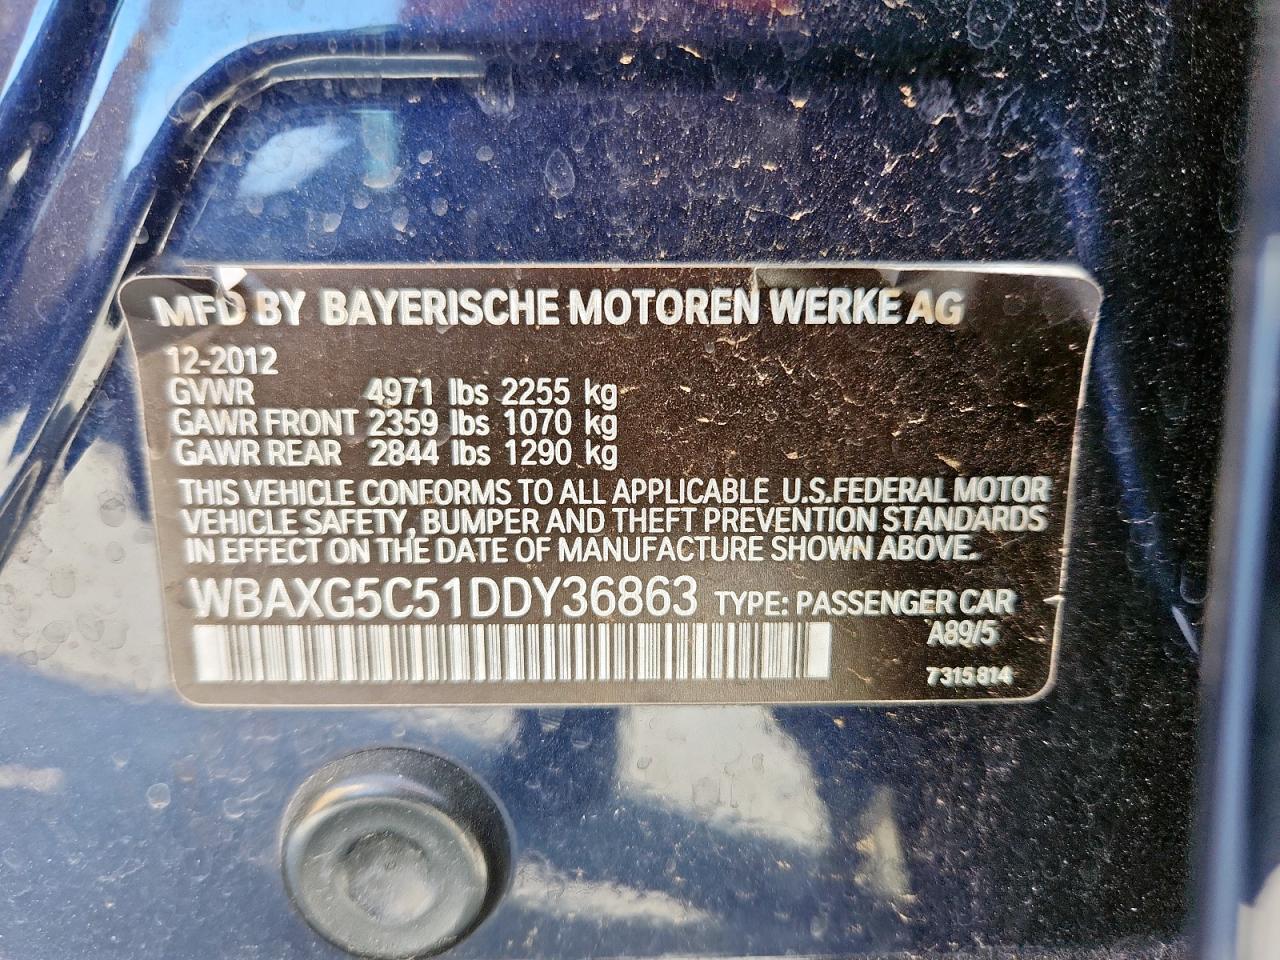 MFD BY BAYERISCHE MOTOREN WERKE AG
12-2012
GVWR 4971 lbs 2255 kg
GAWR FRONT 2359 lbs 1070 kg
GAWR REAR 2844 lbs 1290 kg
THIS VEHICLE CONFORMS TO ALL APPLICABLE U.S.FEDERAL MOTOR
VEHICLE SAFETY, BUMPER AND THEFT PREVENTION STANDARDS
IN EFFECT ON THE DATE OF MANUFACTURE SHOWN ABOVE.
WBAXG5C51DDY36863 TYPE: PASSENGER CAR
A89/5
7315814